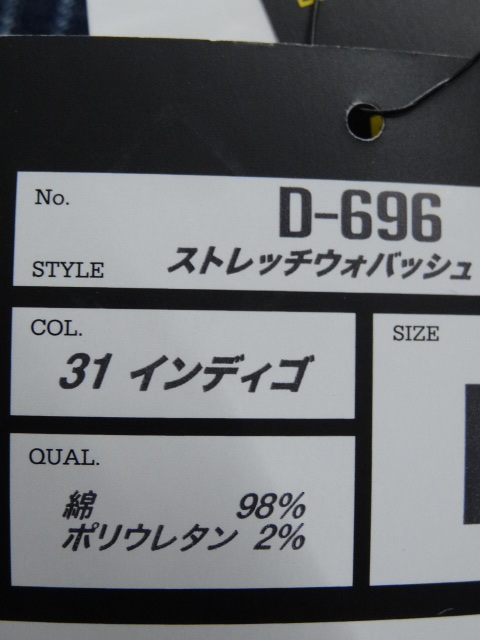 No. D-696
STYLE ストレッチウォバッシュ
COL.
31 インディゴ
SIZE
QUAL.
綿 98%
ポリウレタン 2%